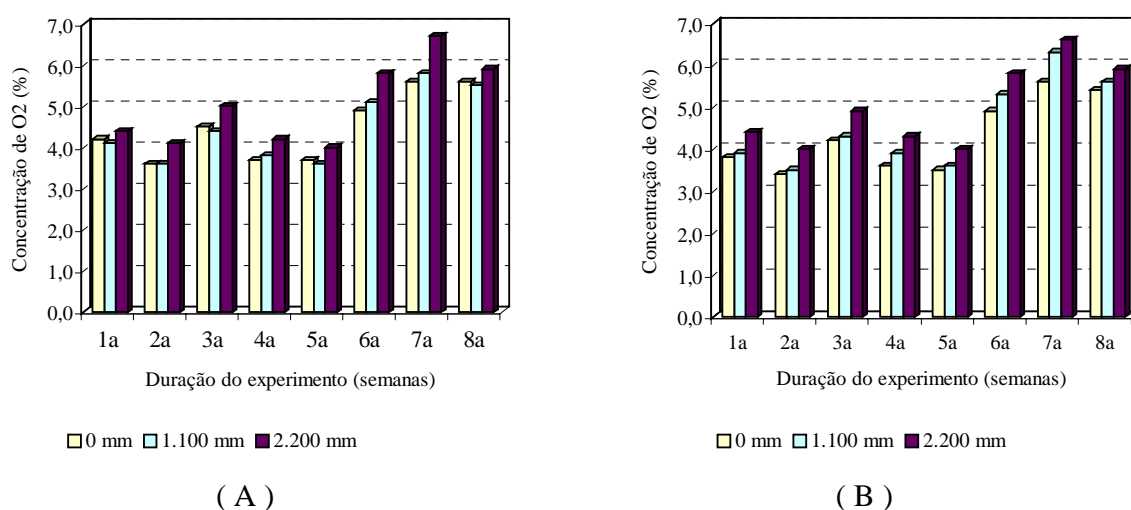 Concentração de O2 (%)
7,0
6,0
5,0
4,0
3,0
2,0
1,0
0,0
1a 2a 3a 4a 5a 6a 7a 8a
Duração do experimento (semanas)
0 mm 1.100 mm 2.200 mm
( A )
Concentração de O2 (%)
7,0
6,0
5,0
4,0
3,0
2,0
1,0
0,0
1a 2a 3a 4a 5a 6a 7a 8a
Duração do experimento (semanas)
0 mm 1.100 mm 2.200 mm
( B )